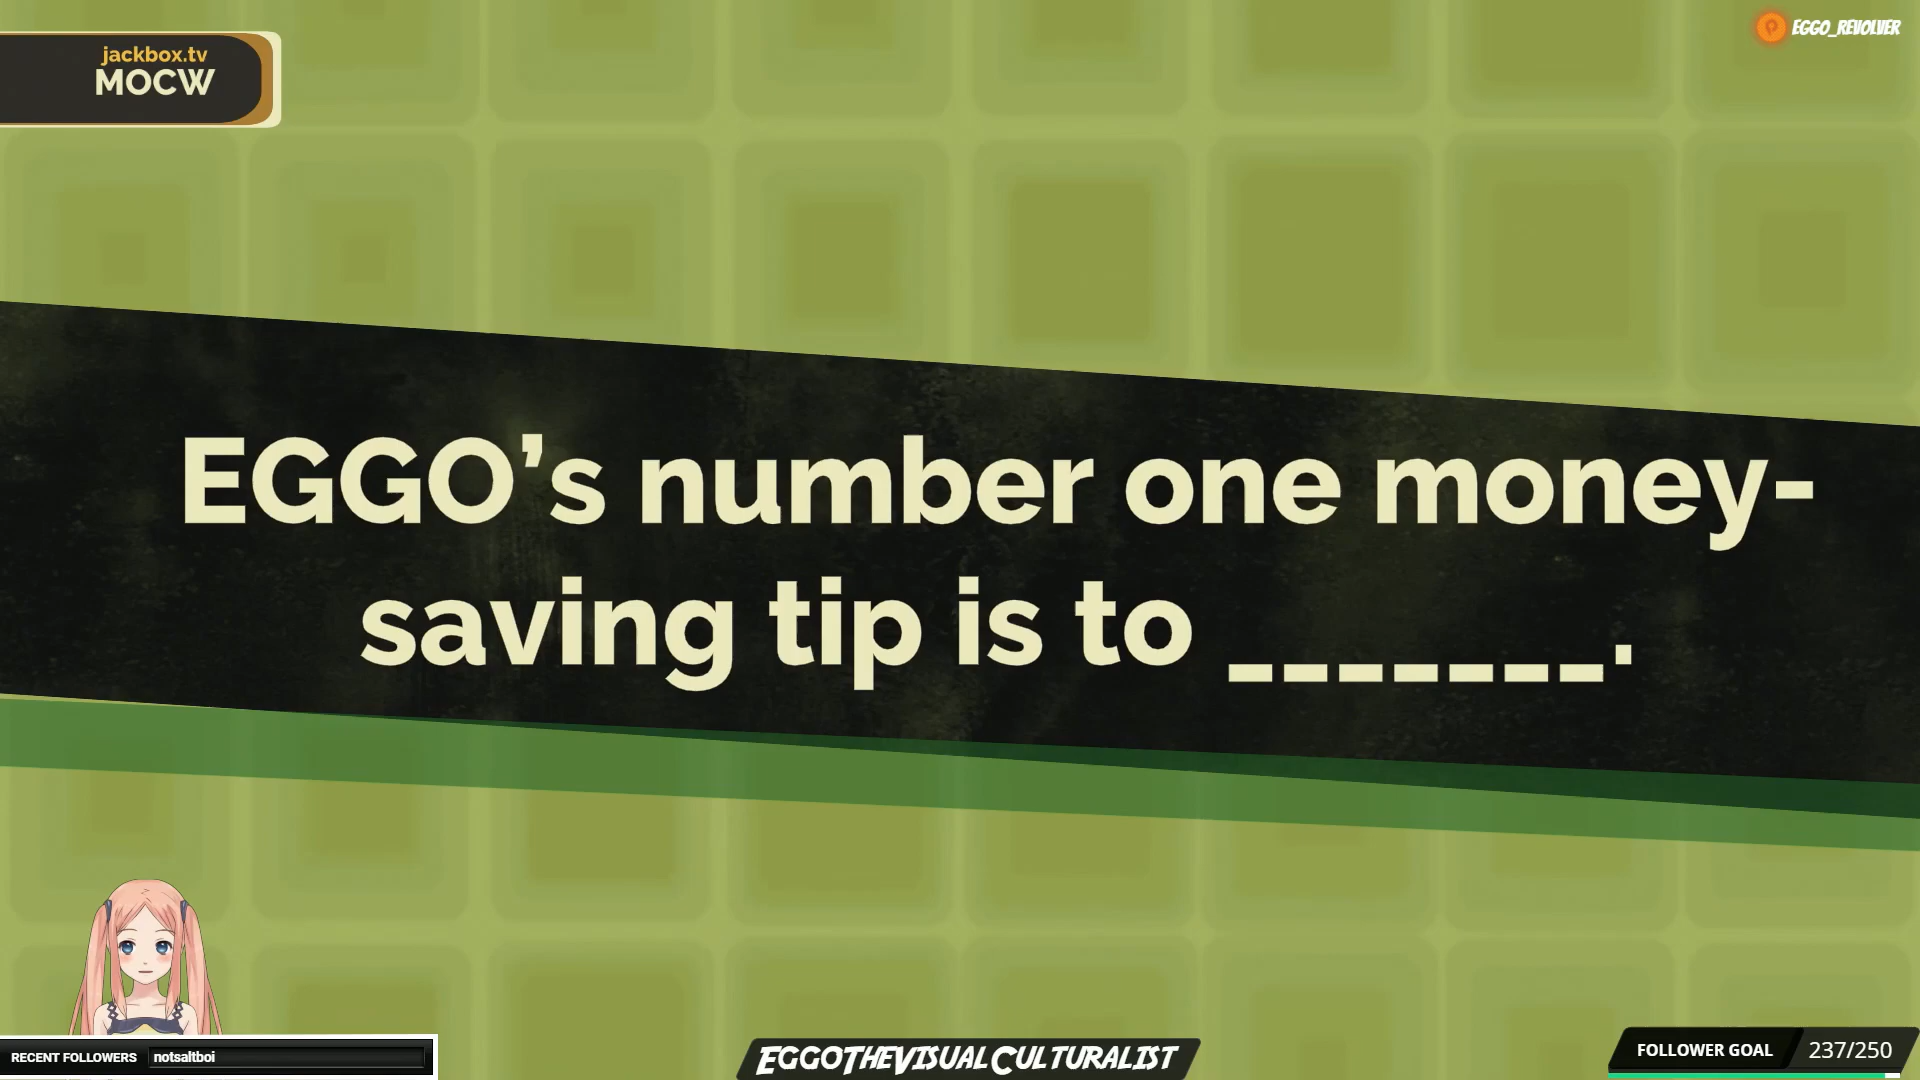 jackbox.tv
MOCW
EGGO_REVOLVER
EGGO’s number one money-
saving tip is to _______.
RECENT FOLLOWERS notsaltboi
EGGOTHEVISUALCULTURALIST
FOLLOWER GOAL 237/250